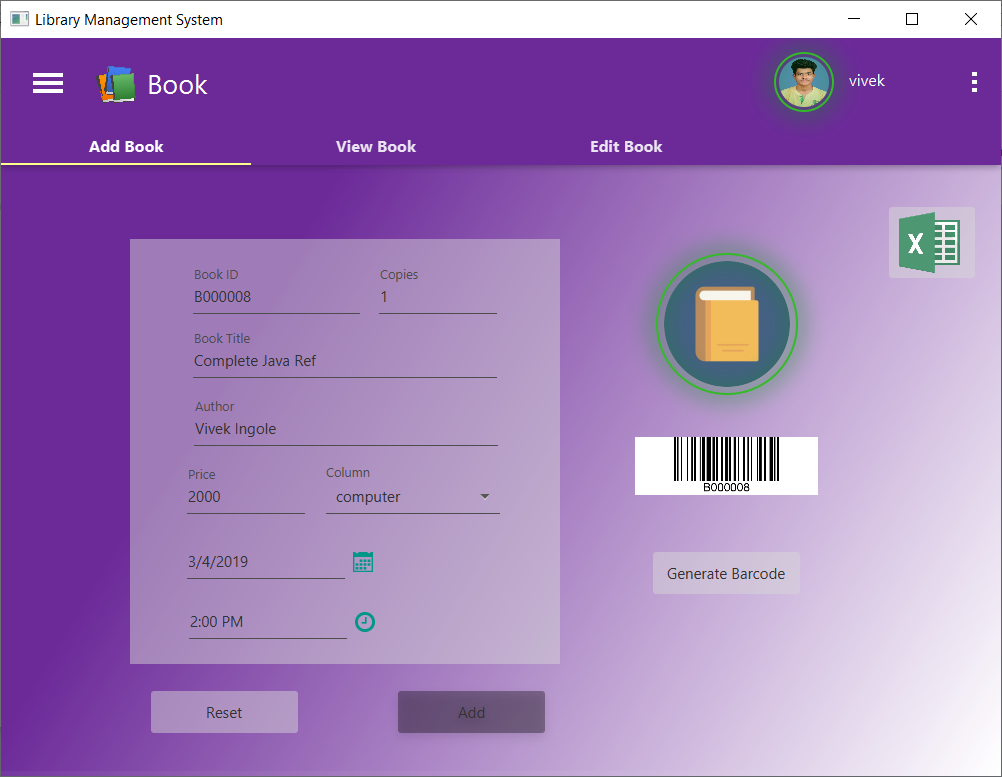 Library Management System
Book
vivek
Add Book
View Book
Edit Book
X
Book ID
Copies
B000008
1
Book Title
Complete Java Ref
Author
Vivek Ingole
Price
Column
2000
computer
B000008
3/4/2019
Generate Barcode
2:00 PM
Reset
Add